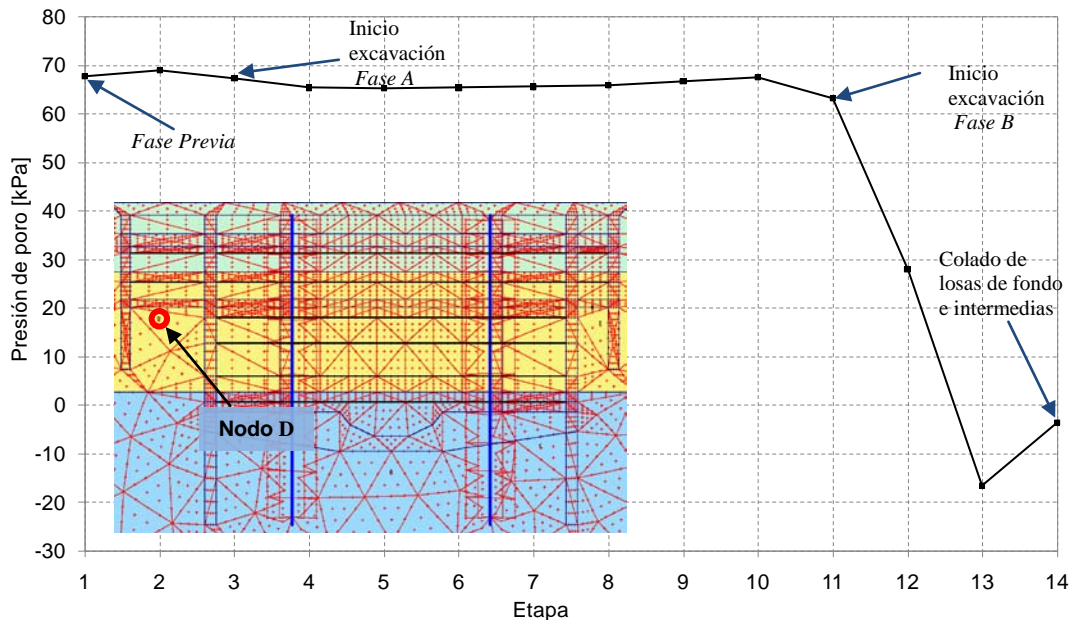 80
70
60
50
40
30
20
10
0
-10
-20
-30
Presión de poro [kPa]
Inicio
excavación
Fase A
Fase Previa
Inicio
excavación
Fase B
Colado de
losas de fondo
e intermedias
Nodo D
1 2 3 4 5 6 7 8 9 10 11 12 13 14
Etapa